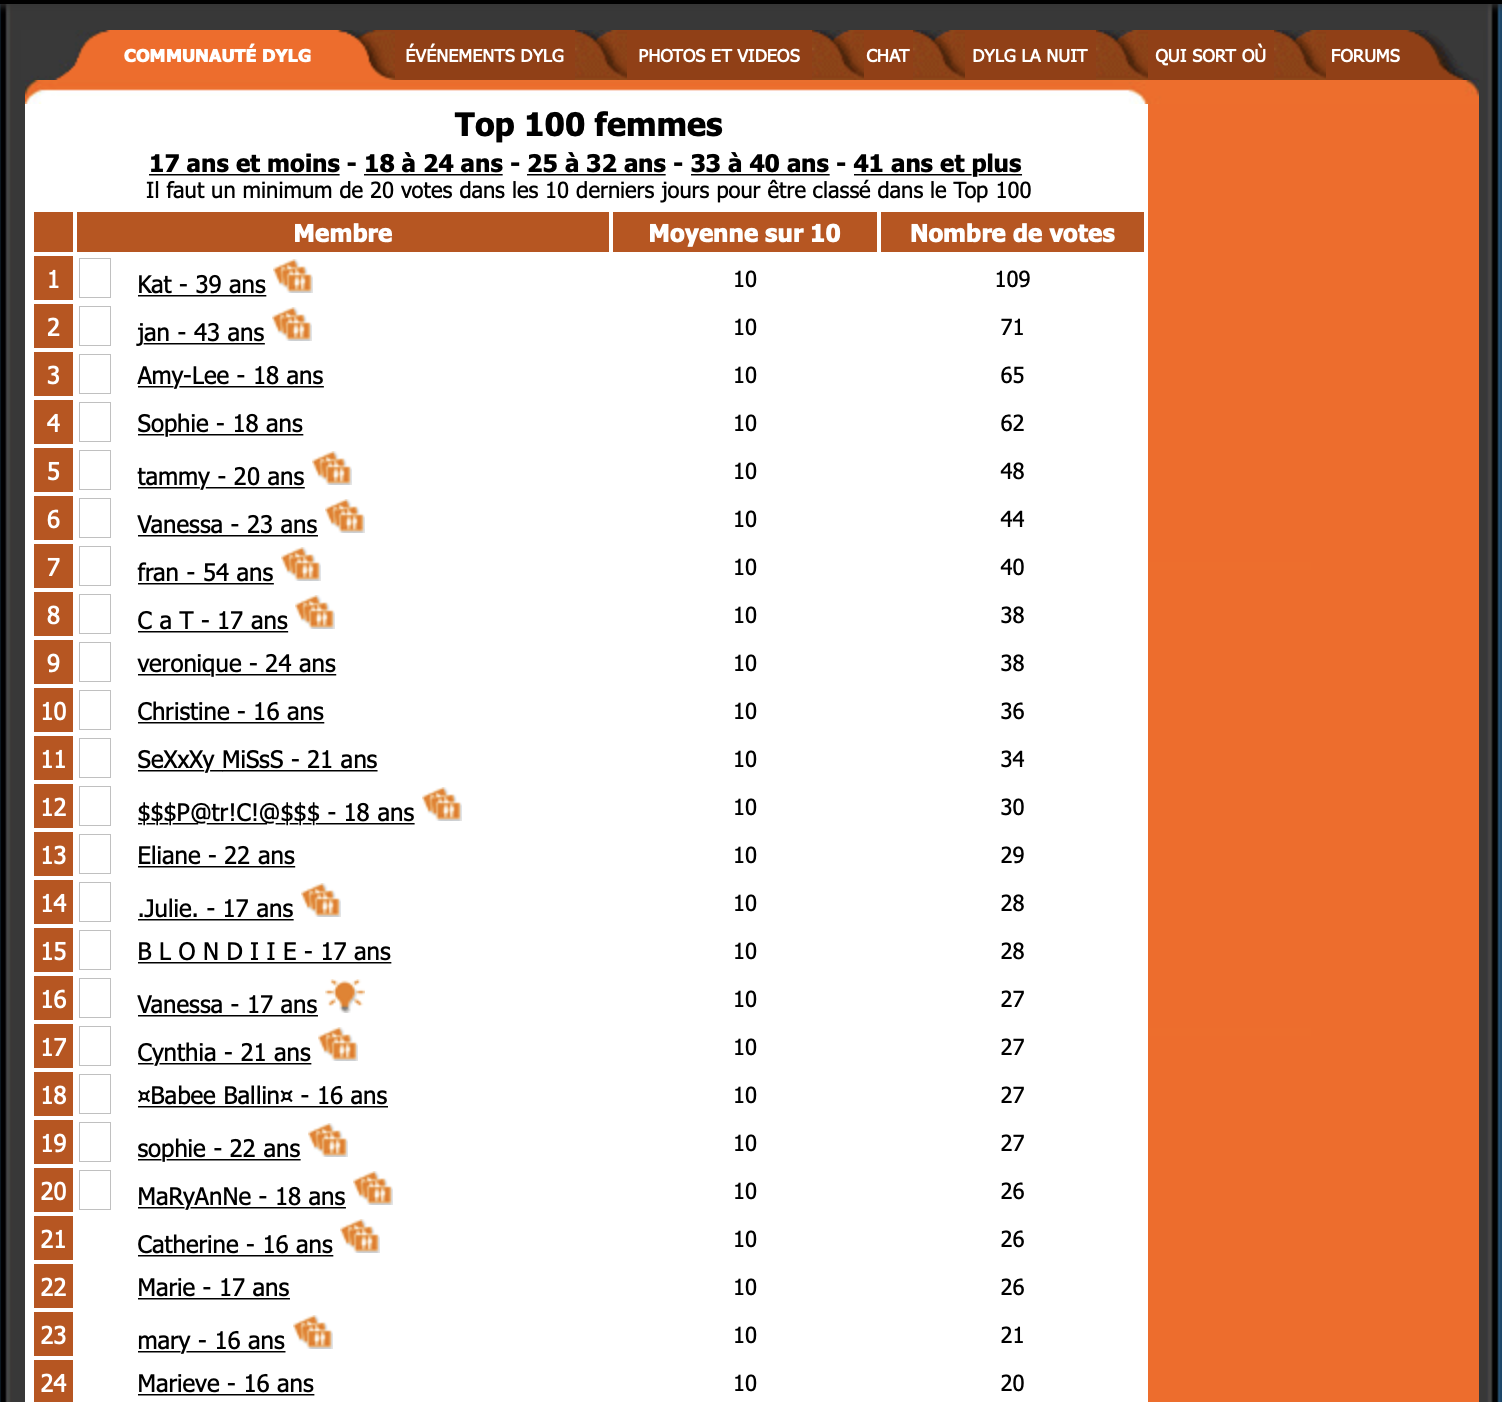 COMMUNAUTÉ DYLG ÉVÉNEMENTS DYLG PHOTOS ET VIDEOS CHAT DYLG LA NUIT QUI SORT OÙ FORUMS
Top 100 femmes
17 ans et moins - 18 à 24 ans - 25 à 32 ans - 33 à 40 ans - 41 ans et plus
Il faut un minimum de 20 votes dans les 10 derniers jours pour être classé dans le Top 100
Membre Moyenne sur 10 Nombre de votes
1 Kat - 39 ans 10 109
2 jan - 43 ans 10 71
3 Amy-Lee - 18 ans 10 65
4 Sophie - 18 ans 10 62
5 tammy - 20 ans 10 48
6 Vanessa - 23 ans 10 44
7 fran - 54 ans 10 40
8 C a T - 17 ans 10 38
9 veronique - 24 ans 10 38
10 Christine - 16 ans 10 36
11 SeXxXy MiSsS - 21 ans 10 34
12 $$$P@tr!C!@$$$ - 18 ans 10 30
13 Eliane - 22 ans 10 29
14 .Julie. - 17 ans 10 28
15 B L O N D I I E - 17 ans 10 28
16 Vanessa - 17 ans 10 27
17 Cynthia - 21 ans 10 27
18 ¤Babee Ballin¤ - 16 ans 10 27
19 sophie - 22 ans 10 27
20 MaRyAnNe - 18 ans 10 26
21 Catherine - 16 ans 10 26
22 Marie - 17 ans 10 26
23 mary - 16 ans 10 21
24 Marieve - 16 ans 10 20